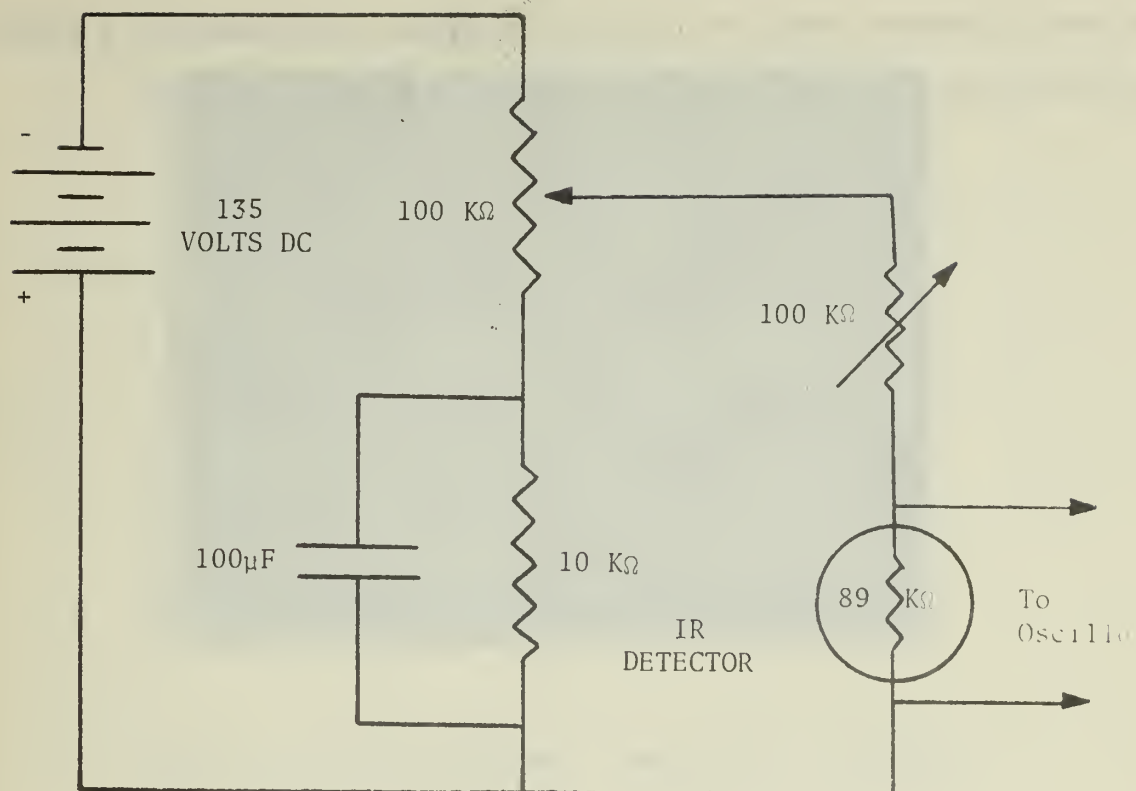 -
135
VOLTS DC
+
100 KΩ
100 KΩ
100µF
10 KΩ
IR
DETECTOR
89 KΩ
To